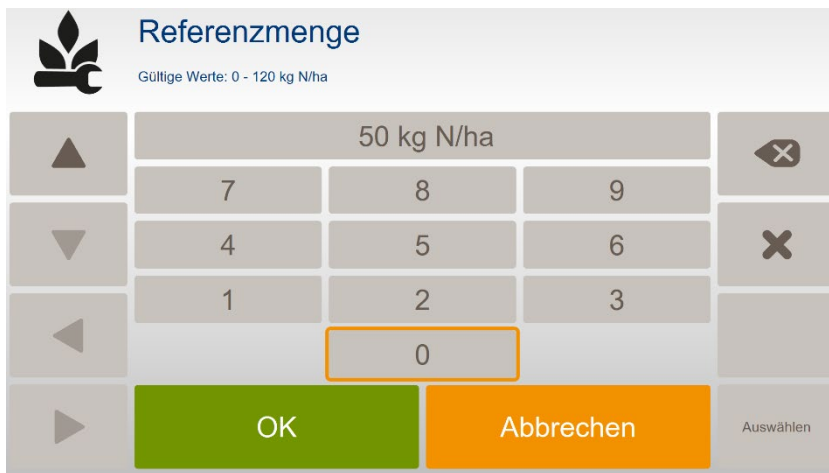 Referenzmenge
Gültige Werte: 0 - 120 kg N/ha
50 kg N/ha
7 8 9
4 5 6
1 2 3
0
OK Abbrechen Auswählen